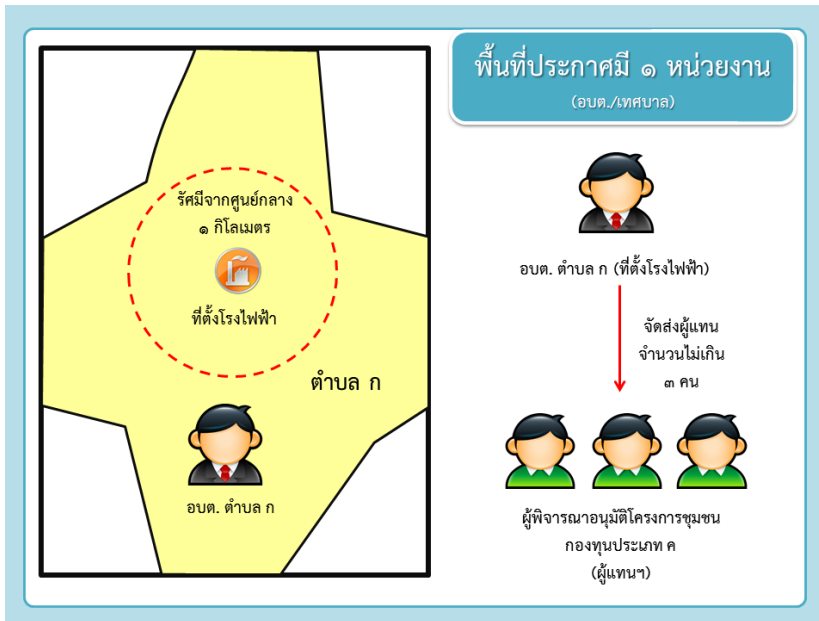 พื้นที่ประกาศมี ๑ หน่วยงาน
(อบต./เทศบาล)
รัศมีจากศูนย์กลาง
๑ กิโลเมตร
ที่ตั้งโรงไฟฟ้า
ตำบล ก
อบต. ตำบล ก
อบต. ตำบล ก (ที่ตั้งโรงไฟฟ้า)
จัดส่งผู้แทน
จำนวนไม่เกิน
๓ คน
ผู้พิจารณาอนุมัติโครงการชุมชน
กองทุนประเภท ค
(ผู้แทนฯ)